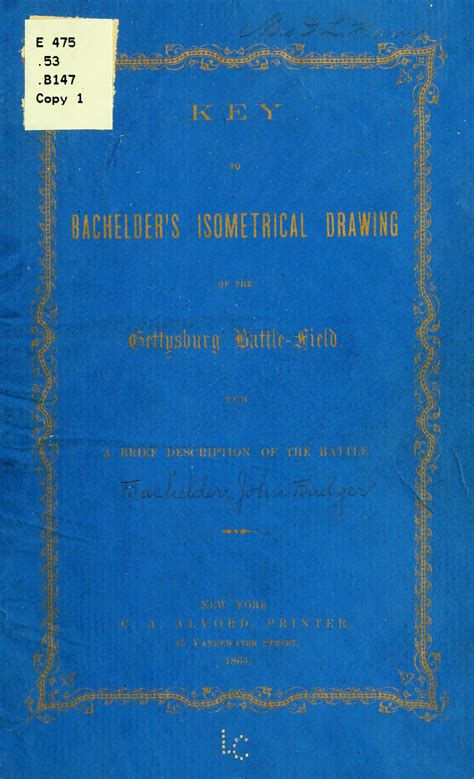 E 475
.53
.B147
Copy 1
KEY
TO
BACHELDER'S ISOMETRICAL DRAWING
OF THE
Gettysburg Battle-Field.
WITH
A BRIEF DESCRIPTION OF THE BATTLE
Bachelder, John Badger
NEW YORK:
C. A. ALVORD, PRINTER,
15 VANDEWATER STREET,
1864.
LC